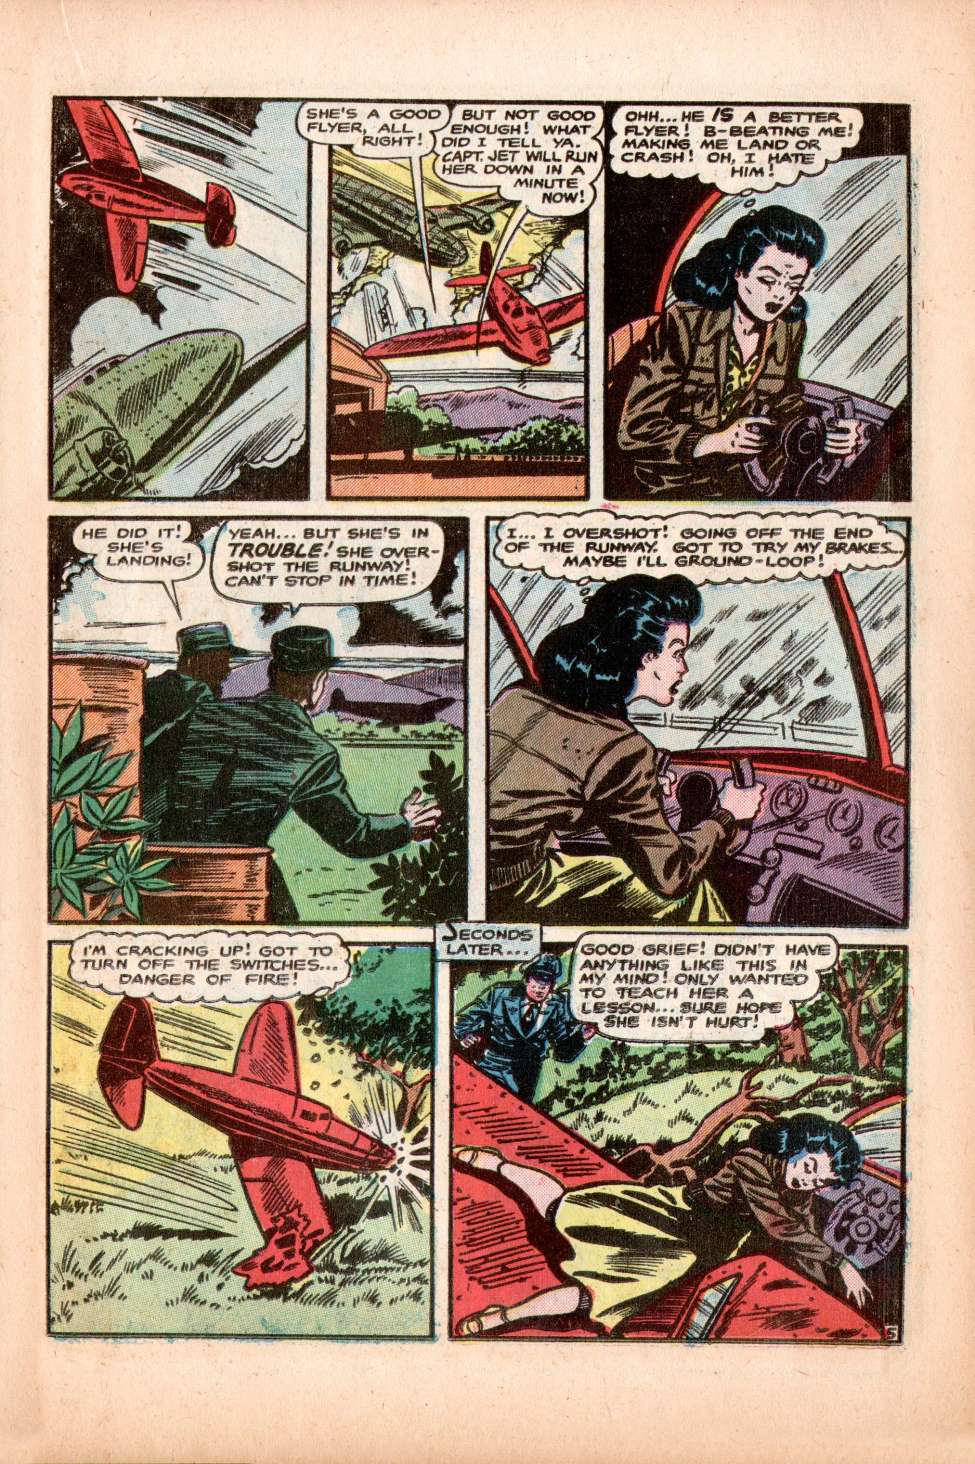 SHE'S A GOOD
FLYER, ALL
RIGHT!
BUT NOT GOOD
ENOUGH! WHAT
DID I TELL YA.
CAPT. JET WILL RUN
HER DOWN IN A
MINUTE
NOW!
OHH... HE IS A BETTER
FLYER! B-BEATING ME!
MAKING ME LAND OR
CRASH! OH, I HATE
HIM!
HE DID IT!
SHE'S
LANDING!
YEAH... BUT SHE'S IN
TROUBLE! SHE OVER-
SHOT THE RUNWAY!
CAN'T STOP IN TIME!
I... I OVERSHOT! GOING OFF THE END
OF THE RUNWAY. GOT TO TRY MY BRAKES...
MAYBE I'LL GROUND-LOOP!
I'M CRACKING UP! GOT TO
TURN OFF THE SWITCHES...
DANGER OF FIRE!
SECONDS
LATER...
GOOD GRIEF! DIDN'T HAVE
ANYTHING LIKE THIS IN
MY MIND! ONLY WANTED
TO TEACH HER A
LESSON... SURE HOPE
SHE ISN'T HURT!
5